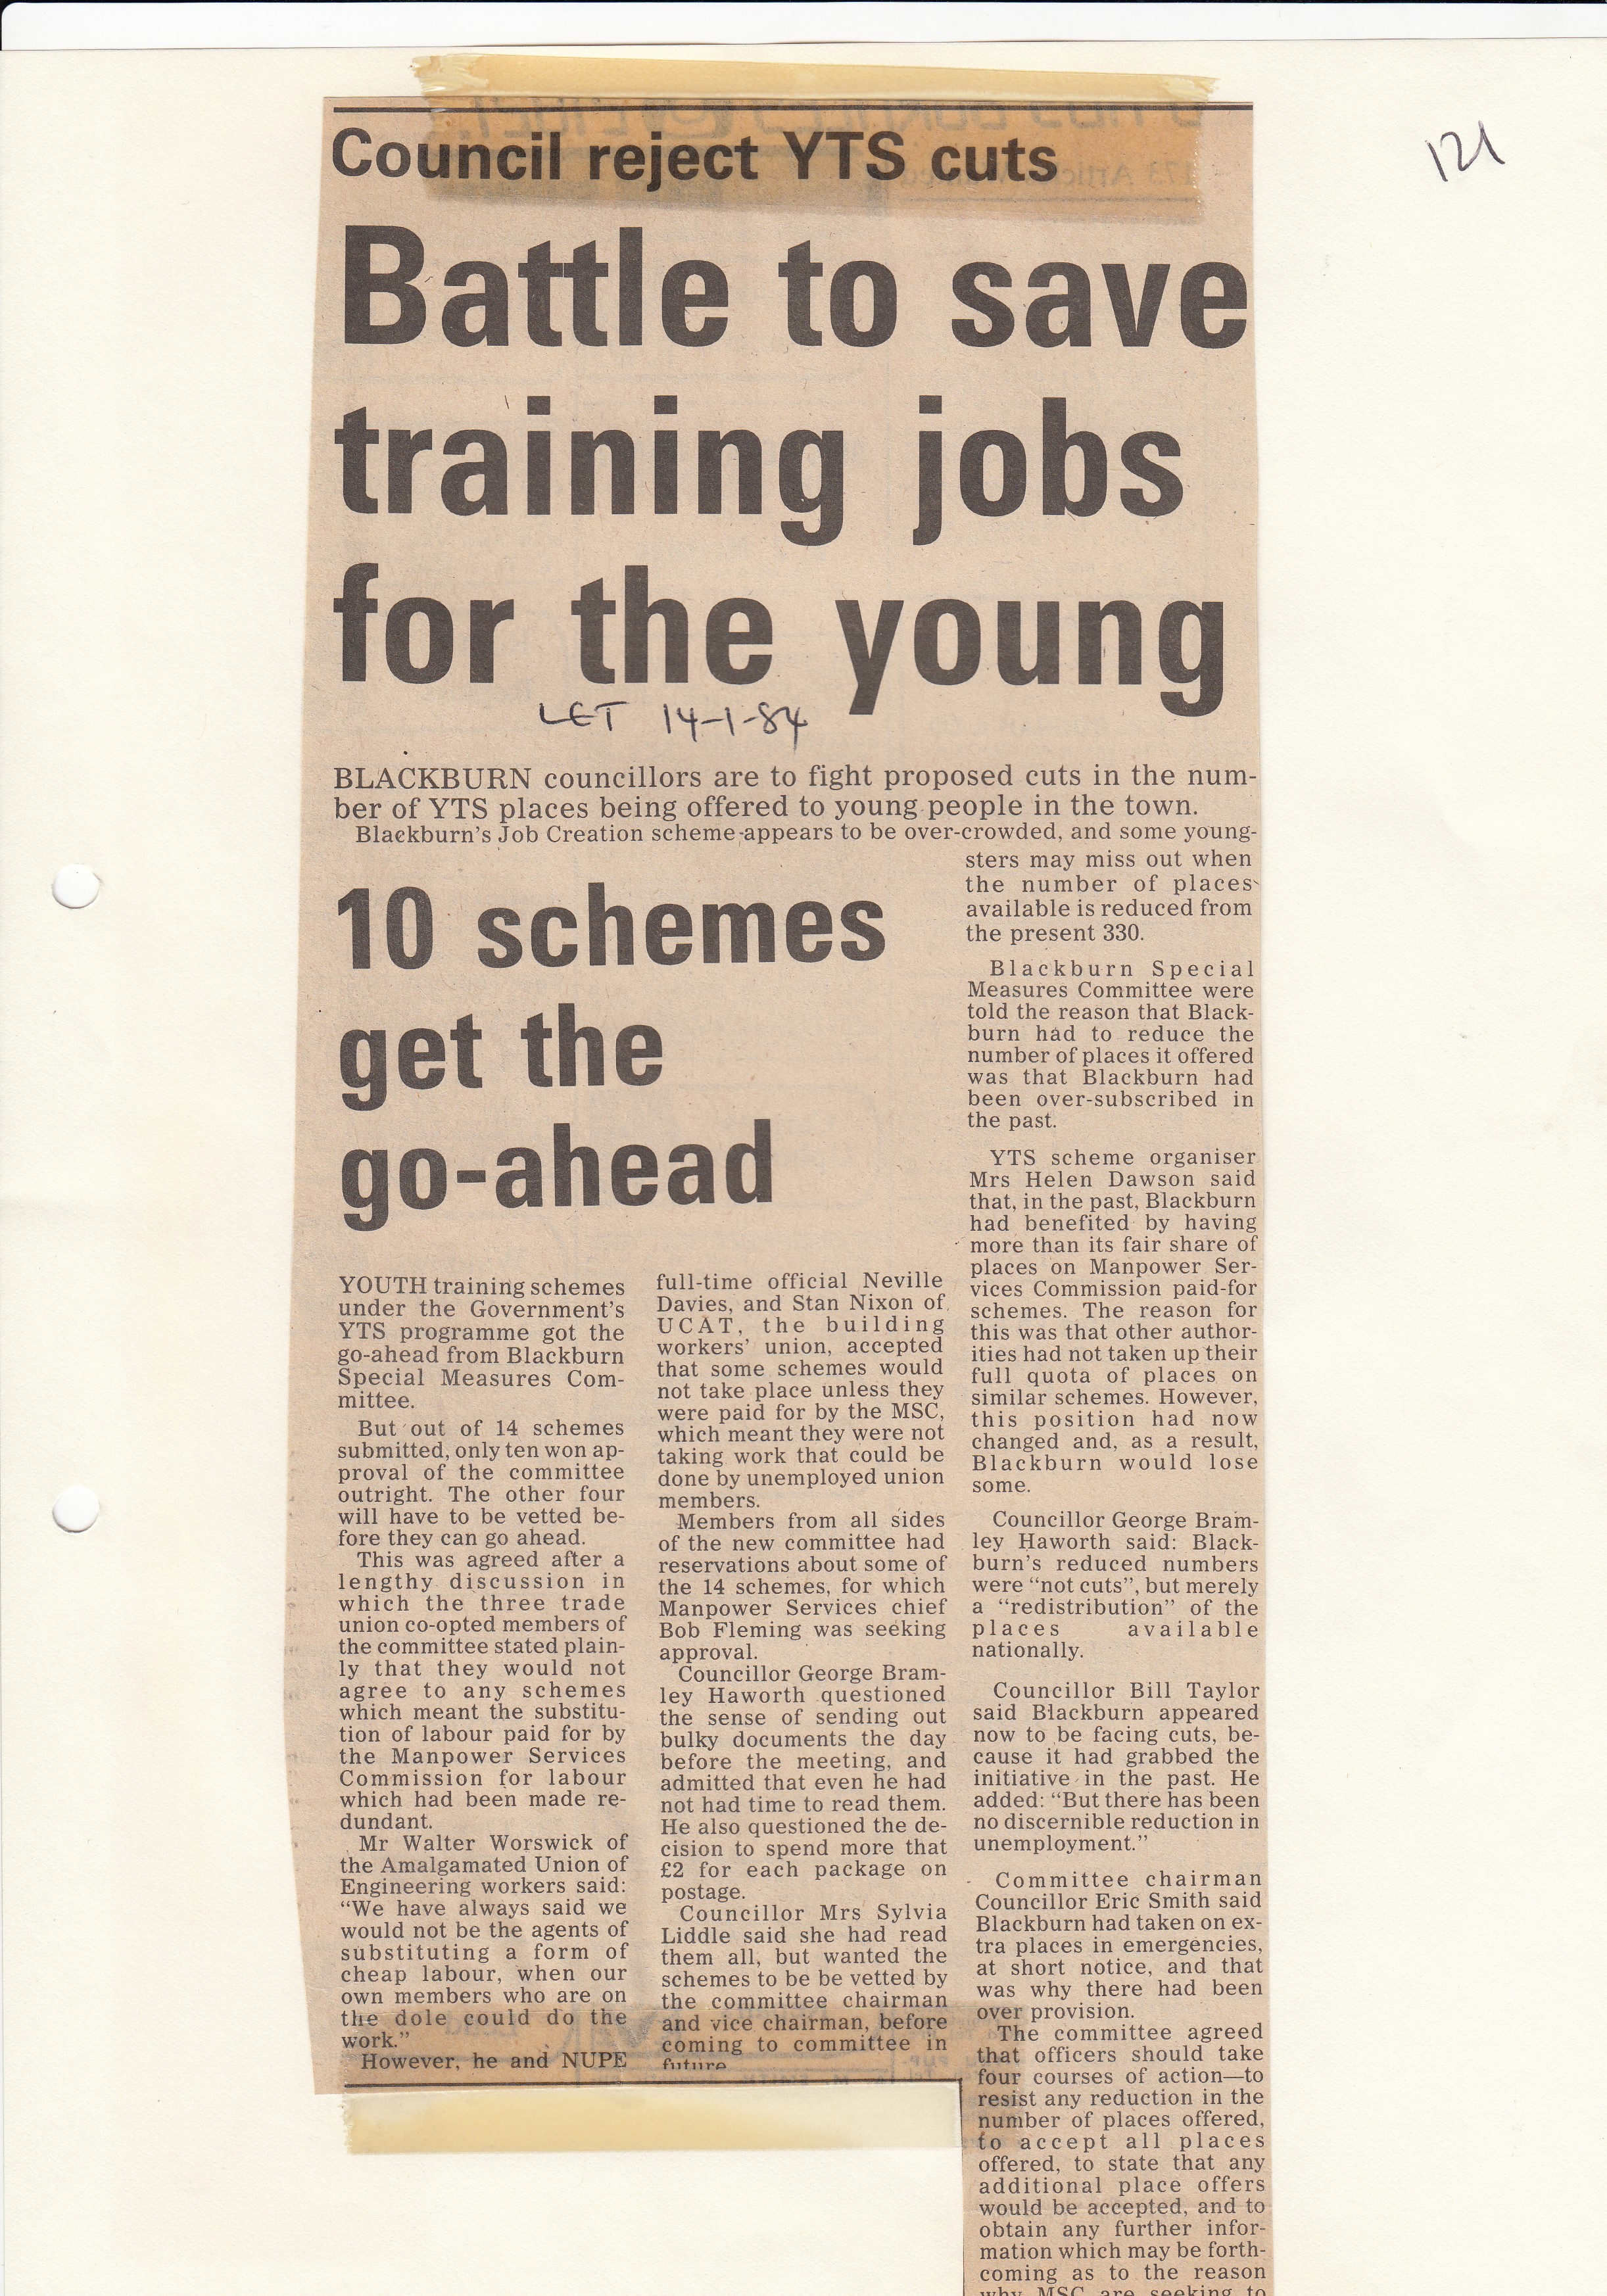 121
Council reject YTS cuts
Battle to save
training jobs
for the young
LET 14-1-84
BLACKBURN councillors are to fight proposed cuts in the num-
ber of YTS places being offered to young people in the town.
Blackburn's Job Creation scheme appears to be over-crowded, and some young-
sters may miss out when
the number of places
available is reduced from
the present 330.
Blackburn Special
Measures Committee were
told the reason that Black-
burn had to reduce the
number of places it offered
was that Blackburn had
been over-subscribed in
the past.
YTS scheme organiser
Mrs Helen Dawson said
that, in the past, Blackburn
had benefited by having
more than its fair share of
places on Manpower Ser-
vices Commission paid-for
schemes. The reason for
this was that other author-
ities had not taken up their
full quota of places on
similar schemes. However,
this position had now
changed and, as a result,
Blackburn would lose
some.
Councillor George Bram-
ley Haworth said: Black-
burn's reduced numbers
were "not cuts", but merely
a "redistribution" of the
places available
nationally.
Councillor Bill Taylor
said Blackburn appeared
now to be facing cuts, be-
cause it had grabbed the
initiative in the past. He
added: "But there has been
no discernible reduction in
unemployment."
Committee chairman
Councillor Eric Smith said
Blackburn had taken on ex-
tra places in emergencies,
at short notice, and that
was why there had been
over provision.
The committee agreed
that officers should take
four courses of action—to
resist any reduction in the
number of places offered,
to accept all places
offered, to state that any
additional place offers
would be accepted, and to
obtain any further infor-
mation which may be forth-
coming as to the reason
why MSC are seeking to
10 schemes
get the
go-ahead
YOUTH training schemes
under the Government's
YTS programme got the
go-ahead from Blackburn
Special Measures Com-
mittee.
But out of 14 schemes
submitted, only ten won ap-
proval of the committee
outright. The other four
will have to be vetted be-
fore they can go ahead.
This was agreed after a
lengthy discussion in
which the three trade
union co-opted members of
the committee stated plain-
ly that they would not
agree to any schemes
which meant the substitu-
tion of labour paid for by
the Manpower Services
Commission for labour
which had been made re-
dundant.
Mr Walter Worswick of
the Amalgamated Union of
Engineering workers said:
"We have always said we
would not be the agents of
substituting a form of
cheap labour, when our
own members who are on
the dole could do the
work."
However, he and NUPE
full-time official Neville
Davies, and Stan Nixon of
UCAT, the building
workers' union, accepted
that some schemes would
not take place unless they
were paid for by the MSC,
which meant they were not
taking work that could be
done by unemployed union
members.
Members from all sides
of the new committee had
reservations about some of
the 14 schemes, for which
Manpower Services chief
Bob Fleming was seeking
approval.
Councillor George Bram-
ley Haworth questioned
the sense of sending out
bulky documents the day
before the meeting, and
admitted that even he had
not had time to read them.
He also questioned the de-
cision to spend more that
£2 for each package on
postage.
Councillor Mrs Sylvia
Liddle said she had read
them all, but wanted the
schemes to be be vetted by
the committee chairman
and vice chairman, before
coming to committee in
future